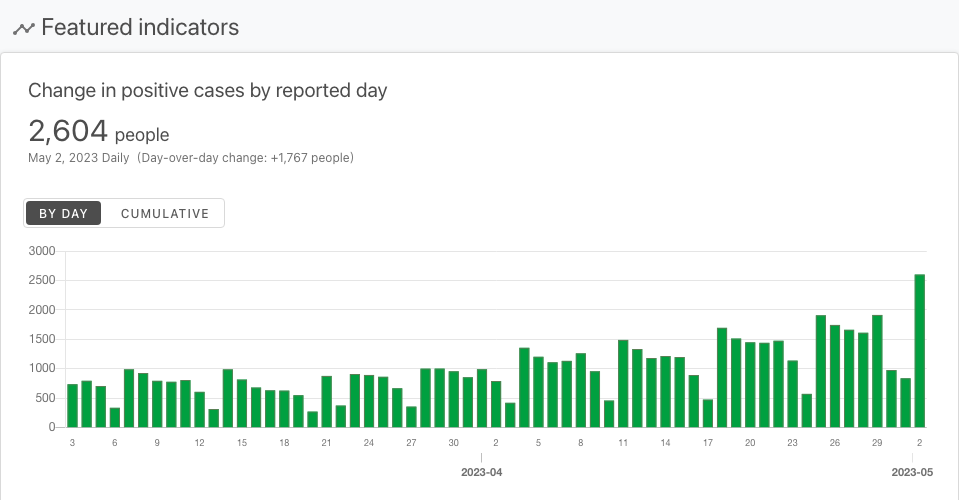 Featured indicators
Change in positive cases by reported day
2,604 people
May 2, 2023 Daily (Day-over-day change: +1,767 people)
BY DAY CUMULATIVE
3000
2500
2000
1500
1000
500
0
3 6 9 12 15 18 21 24 27 30 2 5 8 11 14 17 20 23 26 29 2
2023-04 2023-05